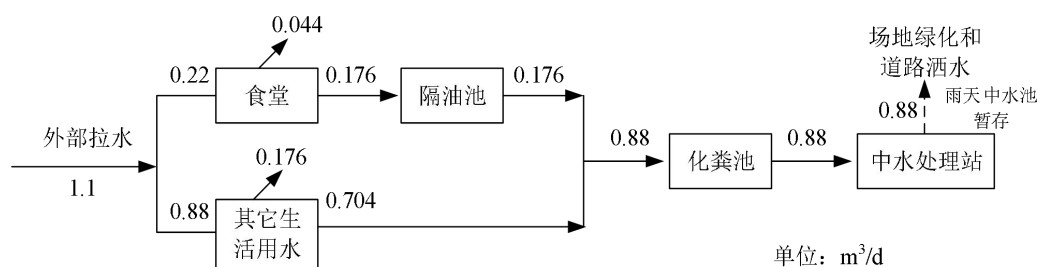 0.044
场地绿化和
道路洒水
0.22
食堂
0.176
隔油池
0.176
0.88
雨天中水池
暂存
外部拉水
1.1
0.176
0.88
化粪池
0.88
中水处理站
0.88
其它生
活用水
0.704
单位：m³/d